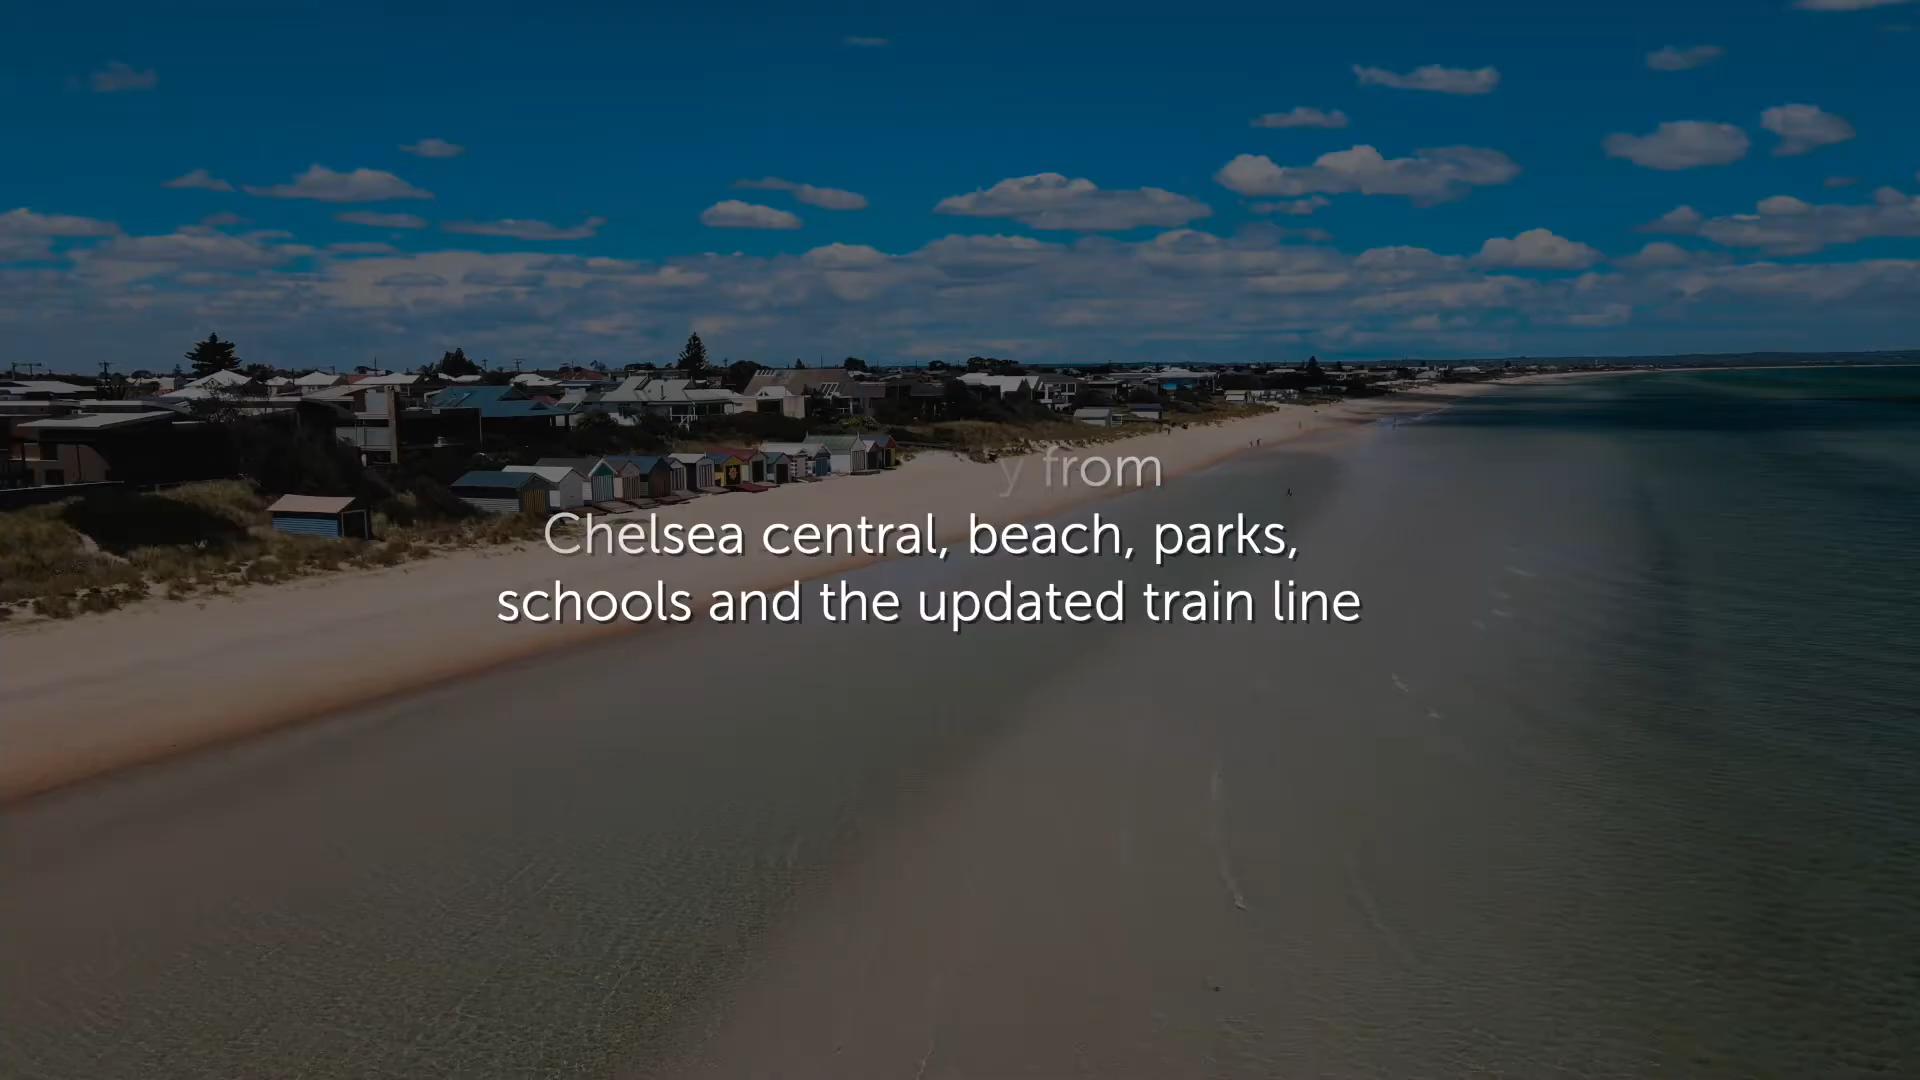 y from
Chelsea central, beach, parks,
schools and the updated train line